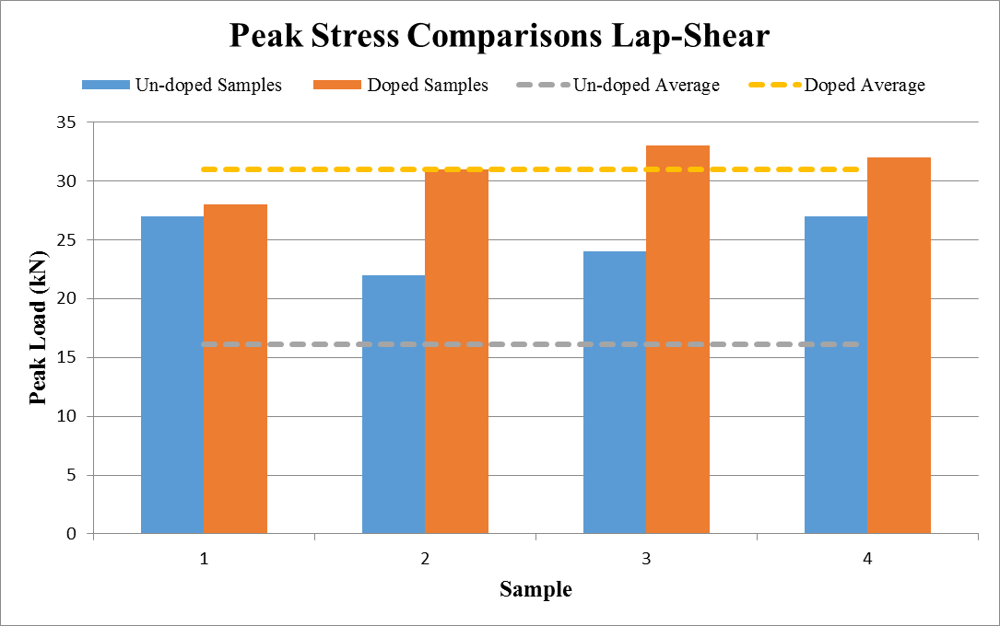 Peak Stress Comparisons Lap-Shear
Un-doped Samples Doped Samples Un-doped Average Doped Average
35
30
25
20
15
10
5
0
Peak Load (kN)
1 2 3 4
Sample